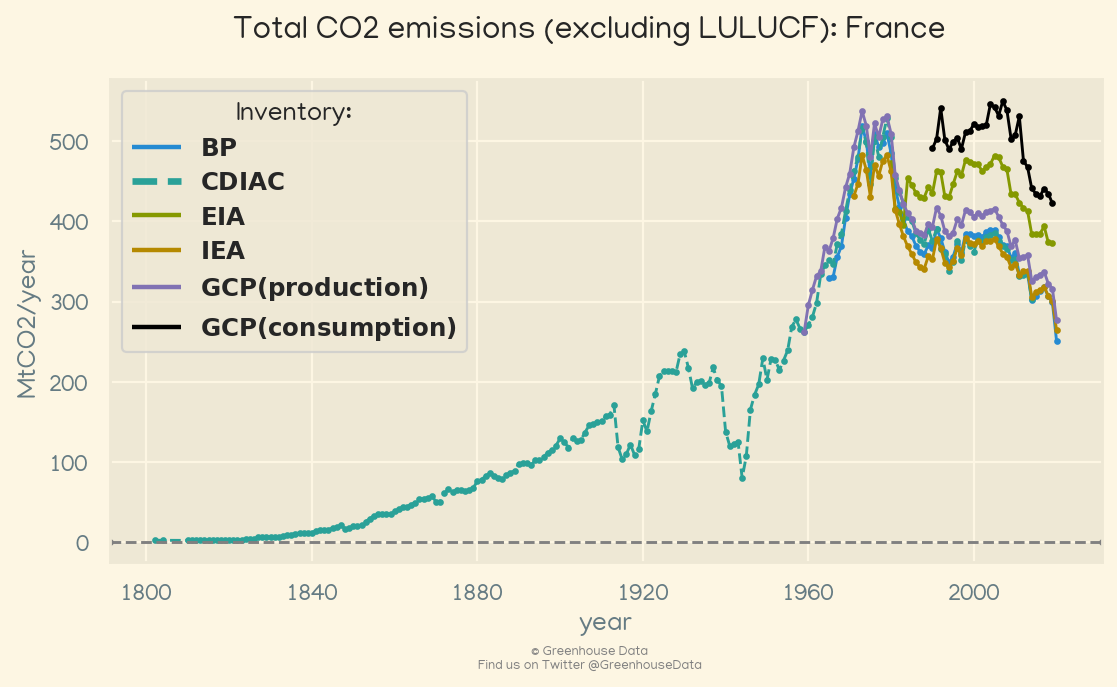 Total CO2 emissions (excluding LULUCF): France
Inventory:
BP
CDIAC
EIA
IEA
GCP(production)
GCP(consumption)
MtCO2/year
500
400
300
200
100
0
1800 1840 1880 1920 1960 2000
year
© Greenhouse Data
Find us on Twitter @GreenhouseData